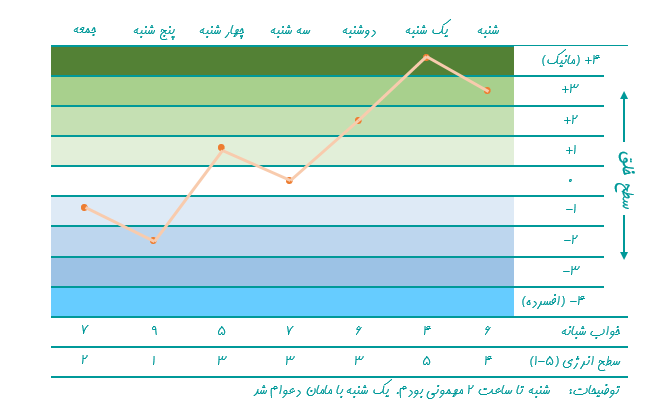 شنبه یک شنبه دوشنبه سه شنبه چهار شنبه پنج شنبه جمعه
+۴ (مانیک)
+۳
+۲
+۱
۰
-۱
-۲
-۳
-۴ (افسرده)
سطح خلق
خواب شبانه ۶ ۴ ۶ ۷ ۵ ۹ ۷
سطح انرژی (۵-۱) ۴ ۵ ۳ ۳ ۳ ۱ ۲
توضیحات: شنبه تا ساعت ۲ مهمونی بودم. یک شنبه با مامان دعوام شد